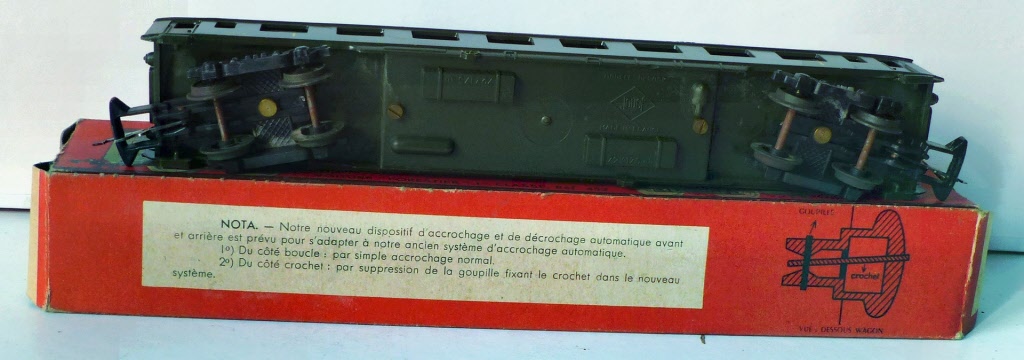 NOTA. — Notre nouveau dispositif d'accrochage et de décrochage automatique avant
et arrière est prévu pour s'adapter à notre ancien système d'accrochage automatique.
1º) Du côté boucle : par simple accrochage normal.
2º) Du côté crochet : par suppression de la goupille fixant le crochet dans le nouveau
système.
GOUPILLE
crochet
VUE - DESSOUS WAGON